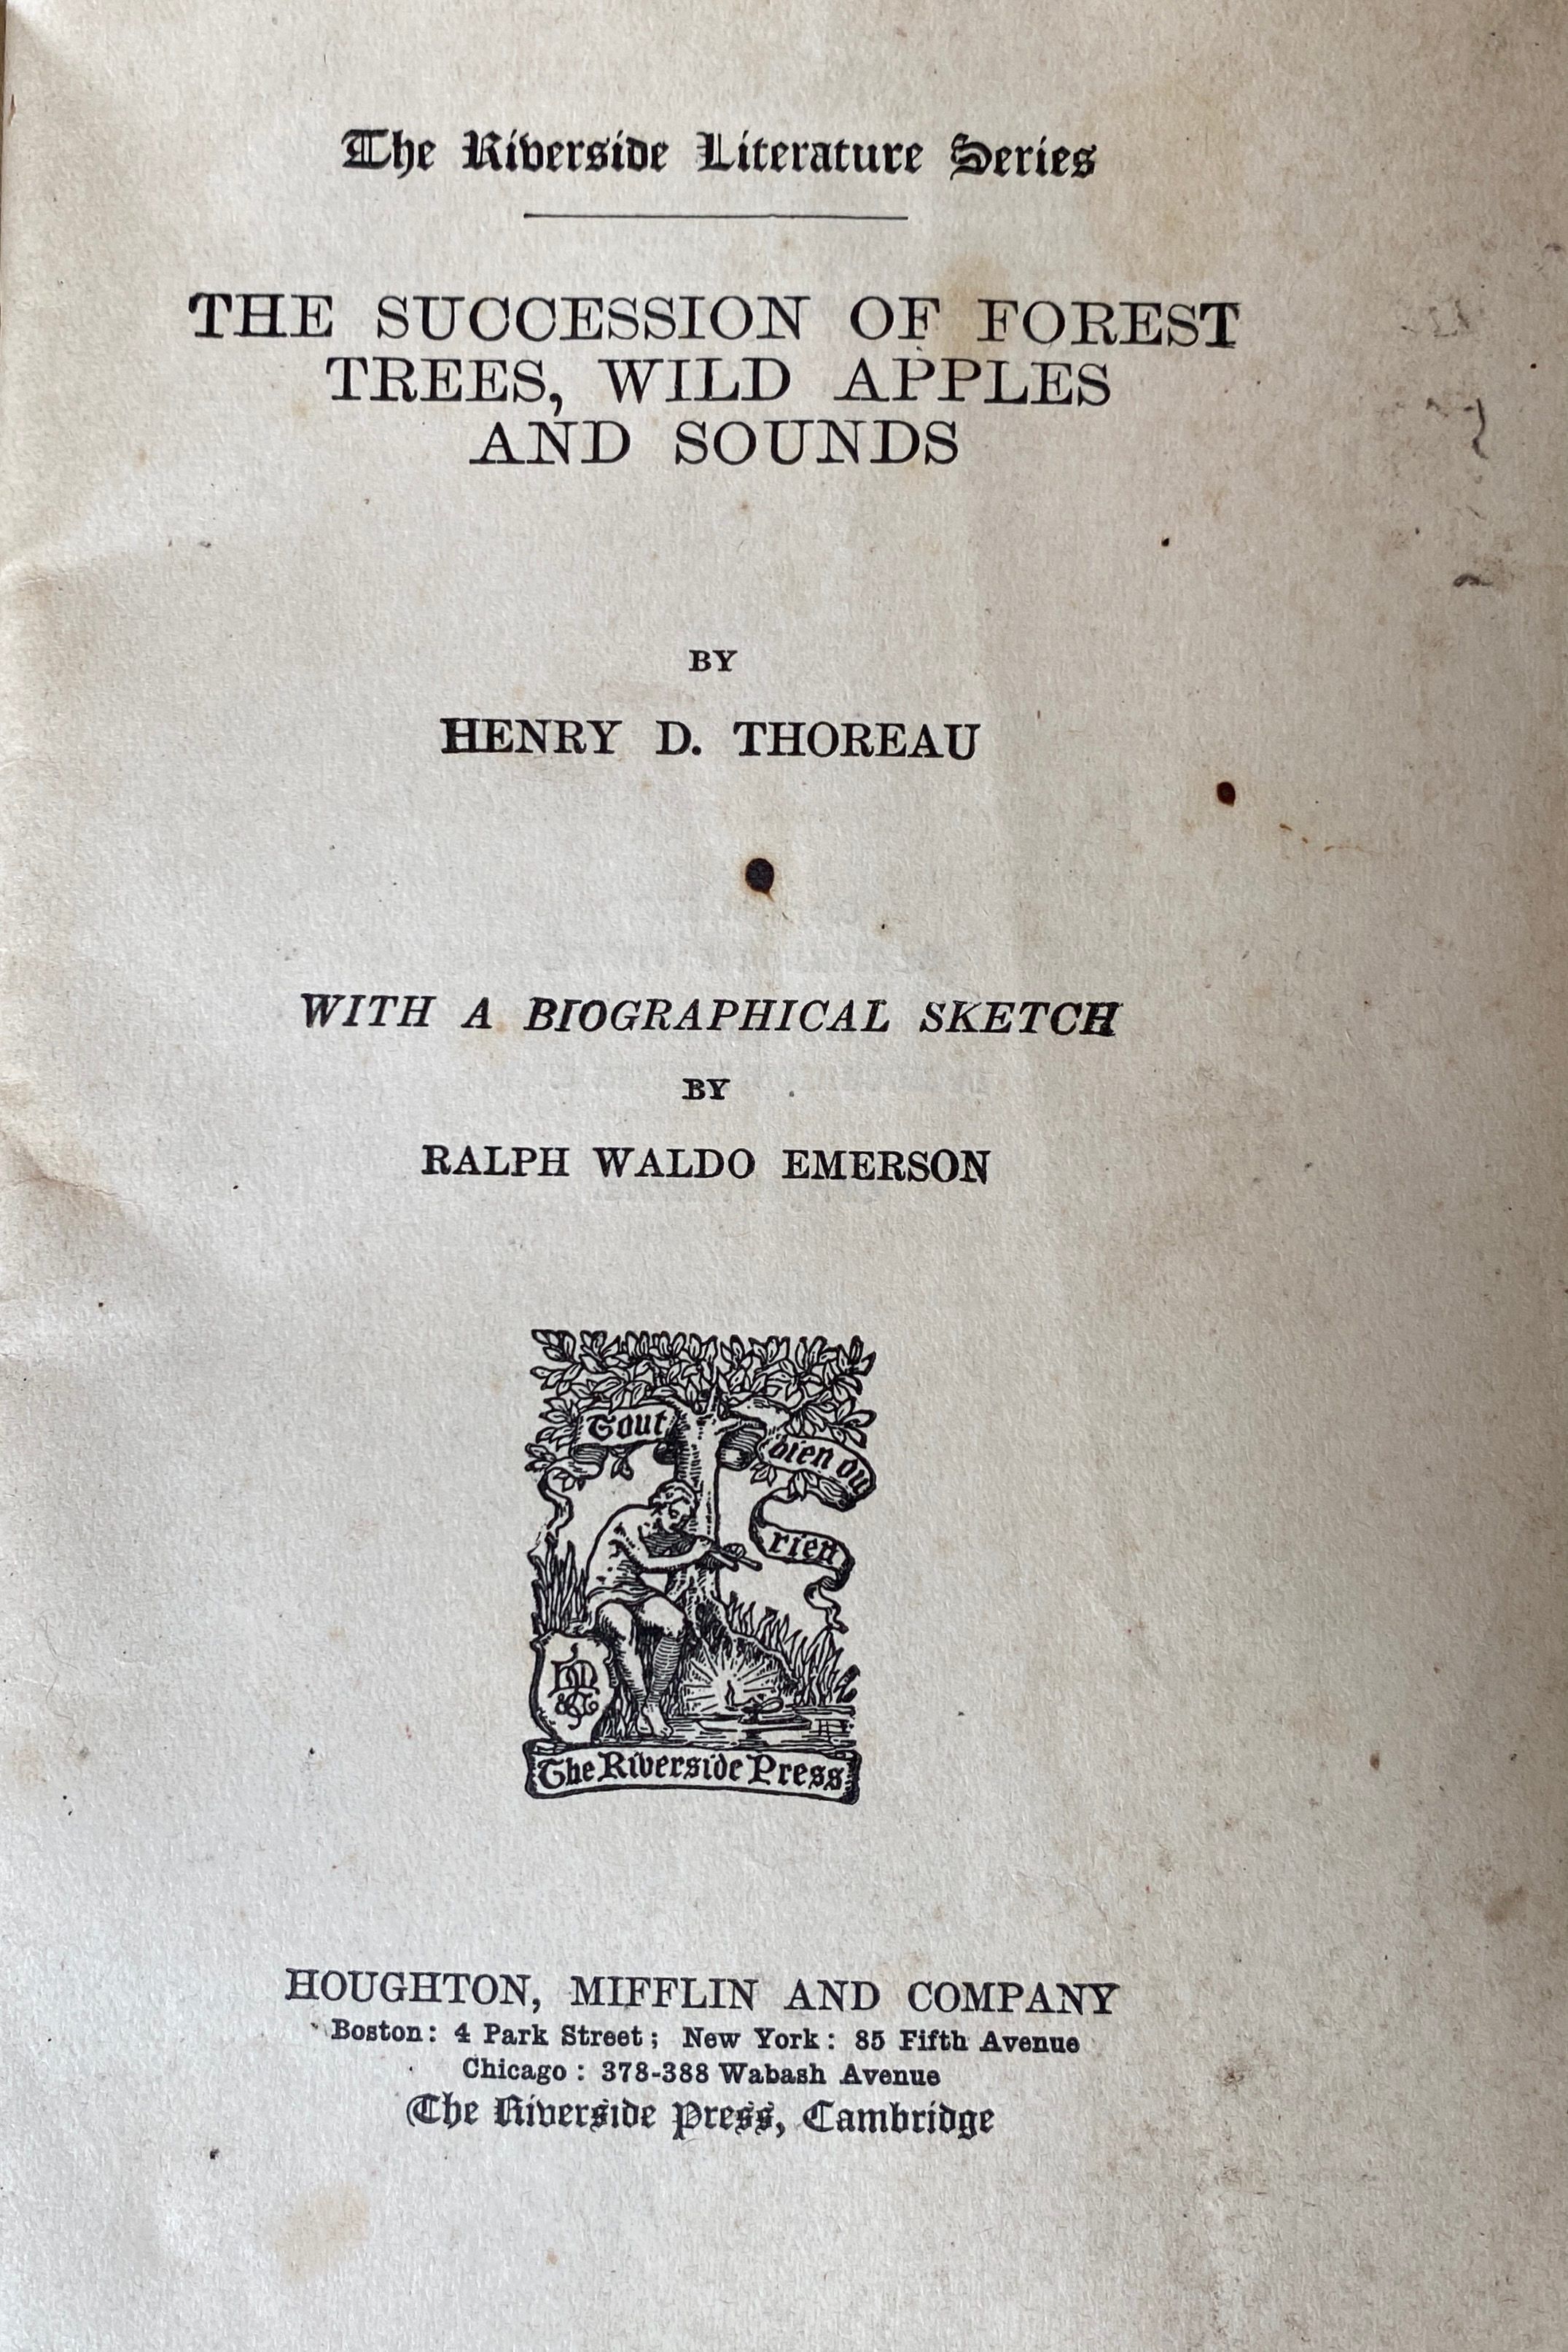 The Riverside Literature Series
THE SUCCESSION OF FOREST
TREES, WILD APPLES
AND SOUNDS
BY
HENRY D. THOREAU
WITH A BIOGRAPHICAL SKETCH
BY
RALPH WALDO EMERSON
Tout
bien ou
rien
The Riverside Press
HOUGHTON, MIFFLIN AND COMPANY
Boston: 4 Park Street; New York: 85 Fifth Avenue
Chicago: 378-388 Wabash Avenue
The Riverside Press, Cambridge